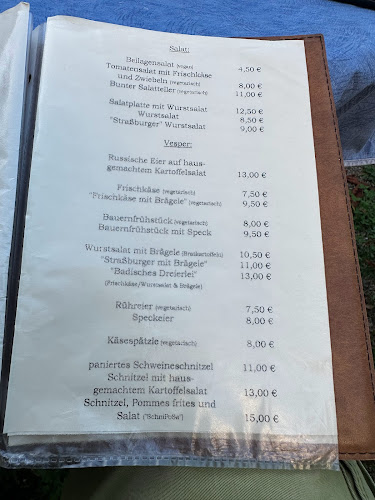 Salat:
Beilagensalat (vegan) 4,50 €
Tomatensalat mit Frischkäse
und Zwiebeln (vegetarisch) 8,00 €
Bunter Salatteller (vegetarisch) 11,00 €
Salatplatte mit Wurstsalat 12,50 €
Wurstsalat 8,50 €
"Straßburger" Wurstsalat 9,00 €
Vesper:
Russische Eier auf haus-
gemachtem Kartoffelsalat 13,00 €
Frischkäse (vegetarisch) 7,50 €
"Frischkäse mit Brägele" (vegetarisch) 9,50 €
Bauernfrühstück (vegetarisch) 8,00 €
Bauernfrühstück mit Speck 9,50 €
Wurstsalat mit Brägele (Bratkartoffeln) 10,50 €
"Straßburger mit Brägele" 11,00 €
"Badisches Dreierlei" 13,00 €
(Frischkäse/Wurstsalat & Brägele)
Rühreier (vegetarisch) 7,50 €
Speckeier 8,00 €
Käsespätzle (vegetarisch) 8,00 €
paniertes Schweineschnitzel 11,00 €
Schnitzel mit haus-
gemachtem Kartoffelsalat 13,00 €
Schnitzel, Pommes frites und
Salat ("SchniPoSa") 15,00 €